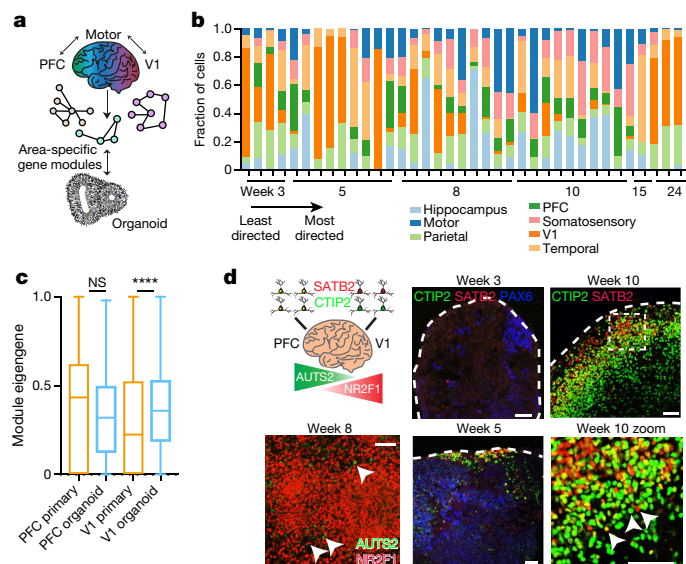 a
Motor
PFC
V1
Area-specific
gene modules
Organoid
b
Fraction of cells
1.0
0.8
0.6
0.4
0.2
0
Week 3
5
8
10
15
24
Least
directed
Most
directed
Hippocampus
Motor
Parietal
PFC
Somatosensory
V1
Temporal
c
NS
****
Module eigengene
1.0
0.5
0
PFC primary
PFC organoid
V1 primary
V1 organoid
d
SATB2
CTIP2
PFC
V1
AUTS2
NR2F1
Week 3
CTIP2 SATB2 PAX6
Week 10
CTIP2 SATB2
Week 8
AUTS2
NR2F1
Week 5
Week 10 zoom